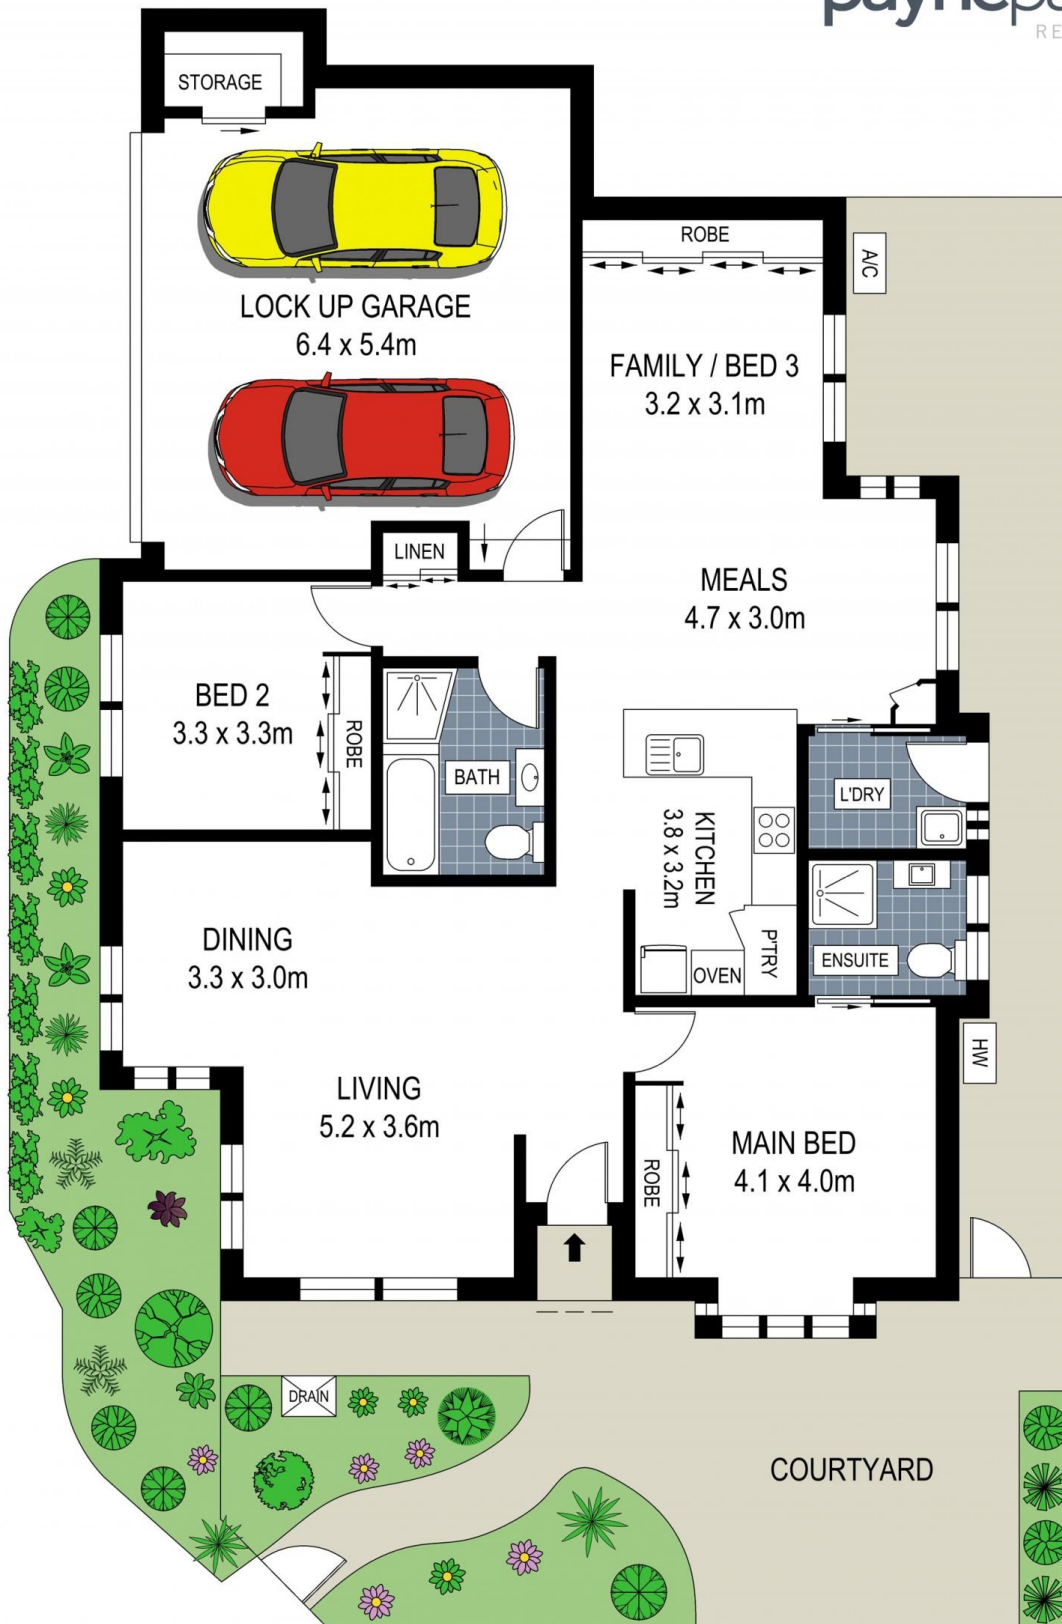 RE
STORAGE
ROBE
A/C
LOCK UP GARAGE
6.4 x 5.4m
FAMILY / BED 3
3.2 x 3.1m
LINEN
MEALS
4.7 x 3.0m
BED 2
3.3 x 3.3m
ROBE
BATH
L'DRY
KITCHEN
3.8 x 3.2m
DINING
3.3 x 3.0m
P'TRY
OVEN
ENSUITE
HW
LIVING
5.2 x 3.6m
MAIN BED
4.1 x 4.0m
ROBE
DRAIN
COURTYARD